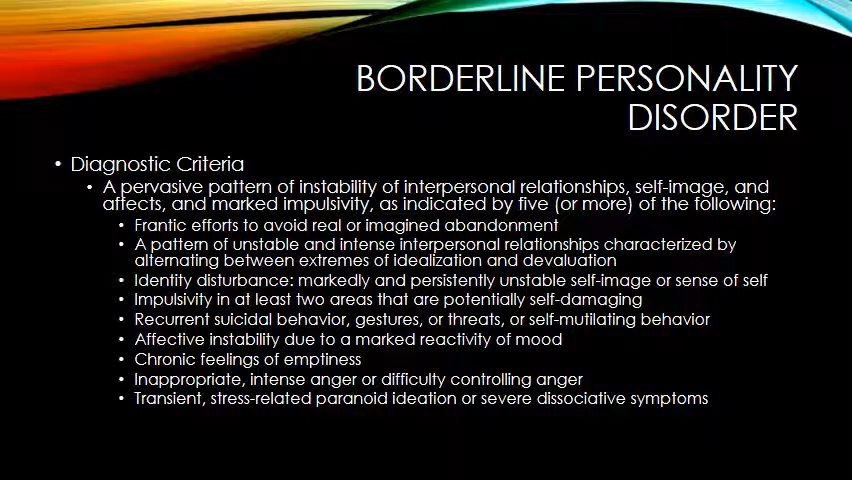 BORDERLINE PERSONALITY
DISORDER
• Diagnostic Criteria
• A pervasive pattern of instability of interpersonal relationships, self-image, and
affects, and marked impulsivity, as indicated by five (or more) of the following:
• Frantic efforts to avoid real or imagined abandonment
• A pattern of unstable and intense interpersonal relationships characterized by
alternating between extremes of idealization and devaluation
• Identity disturbance: markedly and persistently unstable self-image or sense of self
• Impulsivity in at least two areas that are potentially self-damaging
• Recurrent suicidal behavior, gestures, or threats, or self-mutilating behavior
• Affective instability due to a marked reactivity of mood
• Chronic feelings of emptiness
• Inappropriate, intense anger or difficulty controlling anger
• Transient, stress-related paranoid ideation or severe dissociative symptoms